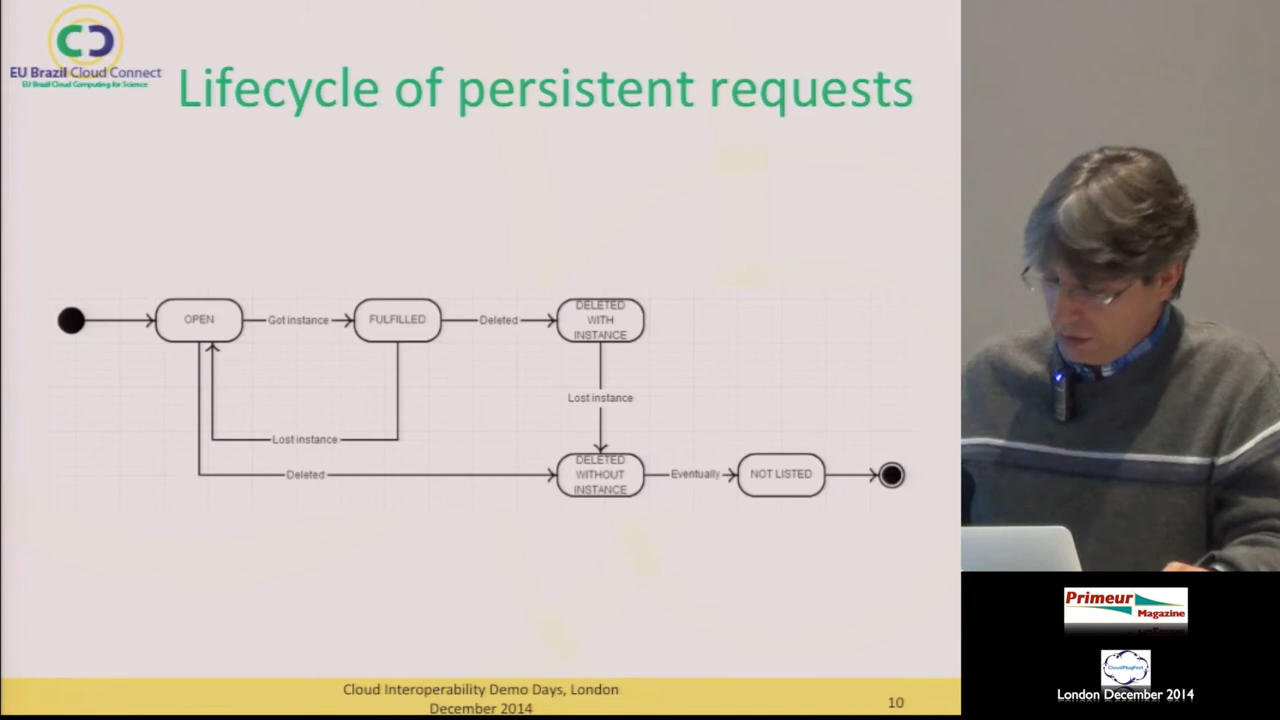 EU Brazil Cloud Connect
EU Brazil Cloud Computing for Science
Lifecycle of persistent requests
OPEN
Got instance
FULFILLED
Deleted
DELETED
WITH
INSTANCE
Lost instance
Lost instance
Deleted
DELETED
WITHOUT
INSTANCE
Eventually
NOT LISTED
Cloud Interoperability Demo Days, London
December 2014
10
Primeur
Magazine
CloudPlugFest
London December 2014